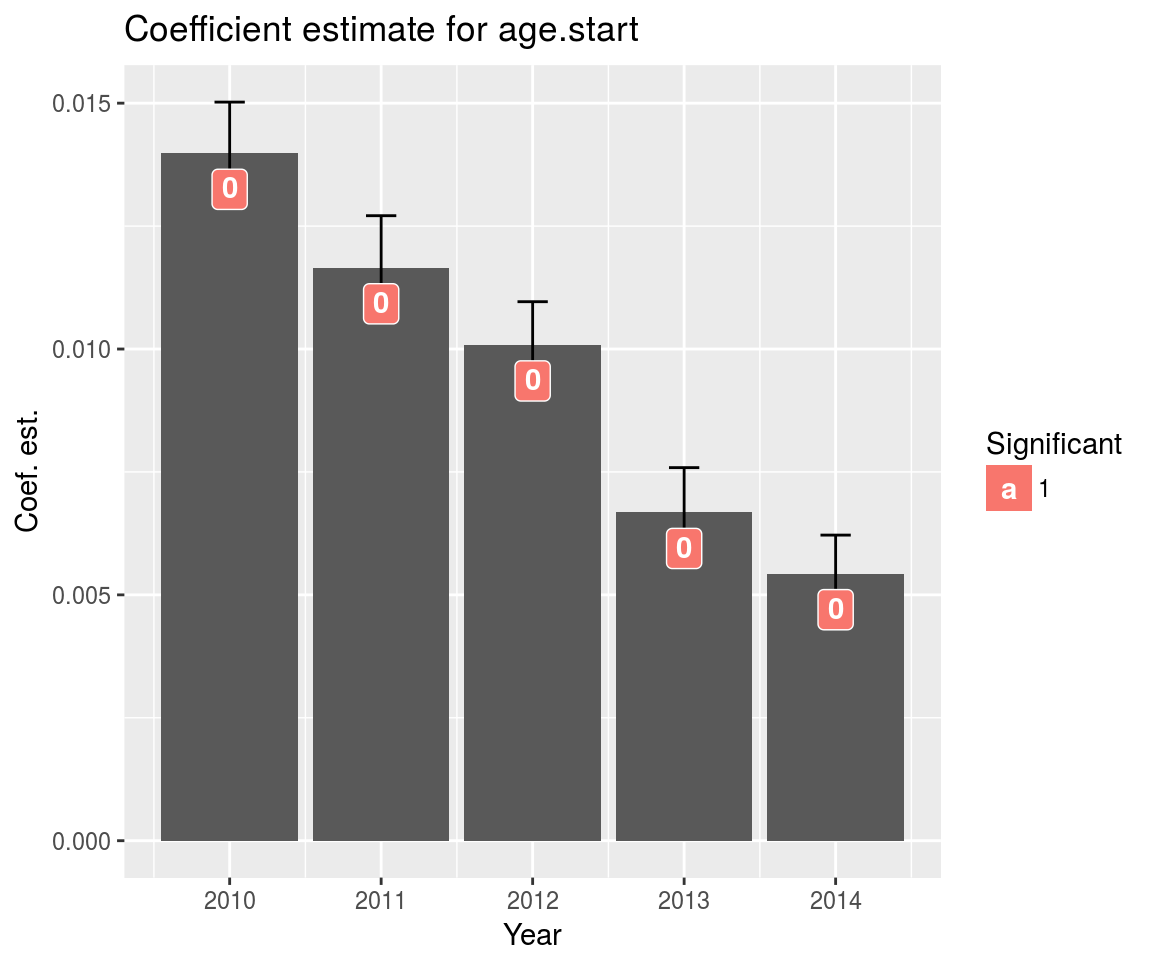 Coefficient estimate for age.start
0.015
0.010
0.005
0.000
Coef. est.
0
0
0
0
0
2010 2011 2012 2013 2014
Year
Significant
a 1